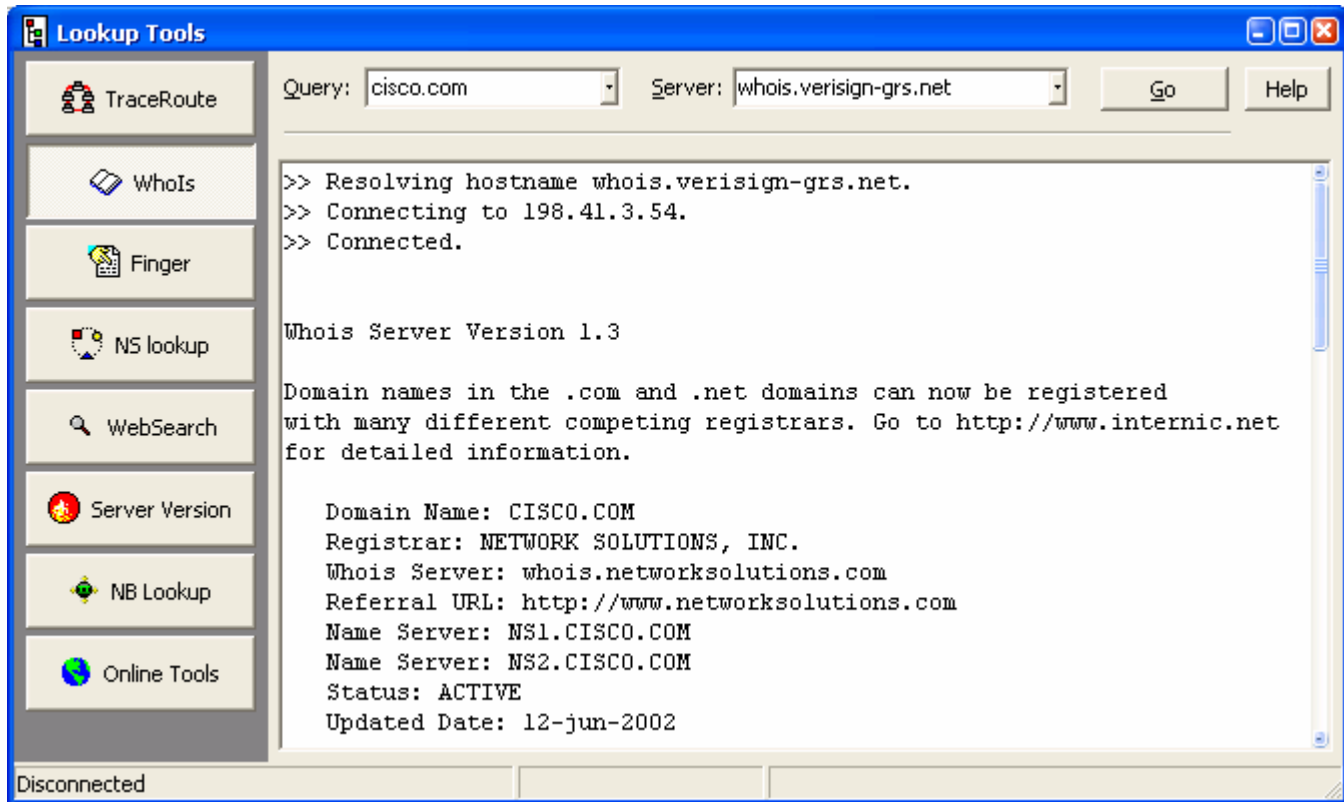 Lookup Tools
TraceRoute
WhoIs
Finger
NS lookup
WebSearch
Server Version
NB Lookup
Online Tools
Query: cisco.com Server: whois.verisign-grs.net Go Help
>> Resolving hostname whois.verisign-grs.net.
>> Connecting to 198.41.3.54.
>> Connected.
Whois Server Version 1.3
Domain names in the .com and .net domains can now be registered
with many different competing registrars. Go to http://www.internic.net
for detailed information.
Domain Name: CISCO.COM
Registrar: NETWORK SOLUTIONS, INC.
Whois Server: whois.networksolutions.com
Referral URL: http://www.networksolutions.com
Name Server: NS1.CISCO.COM
Name Server: NS2.CISCO.COM
Status: ACTIVE
Updated Date: 12-jun-2002
Disconnected